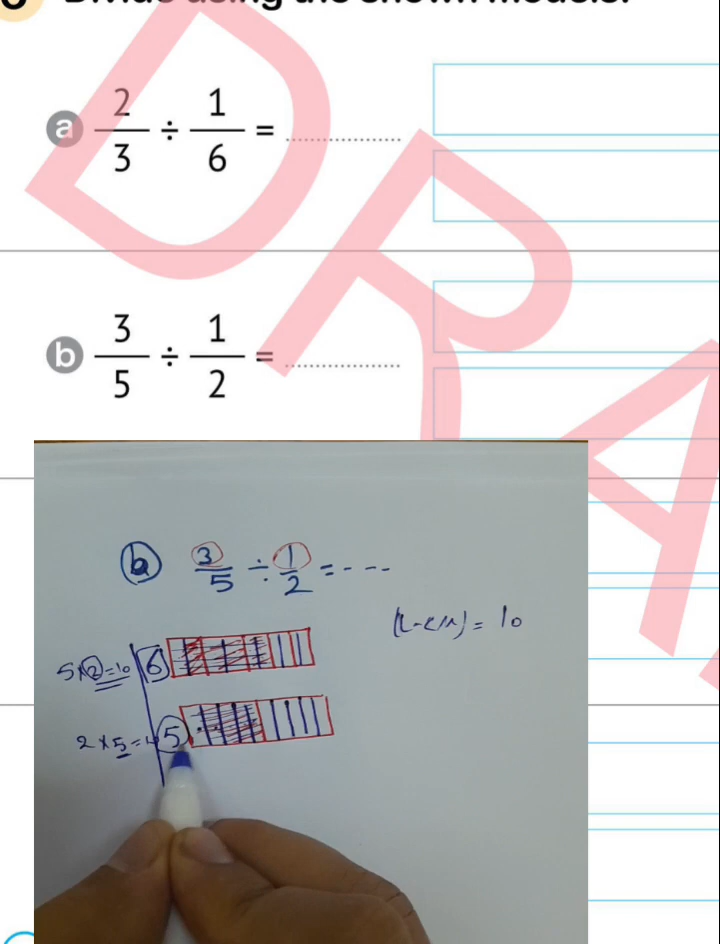 Divide using the shown models.
a 2/3 ÷ 1/6 = ....................
b 3/5 ÷ 1/2 = ....................
b 3/5 ÷ 1/2 = - - - -
(L-C-M) = 10
5×2=10 6
2×5=10 5
DRA